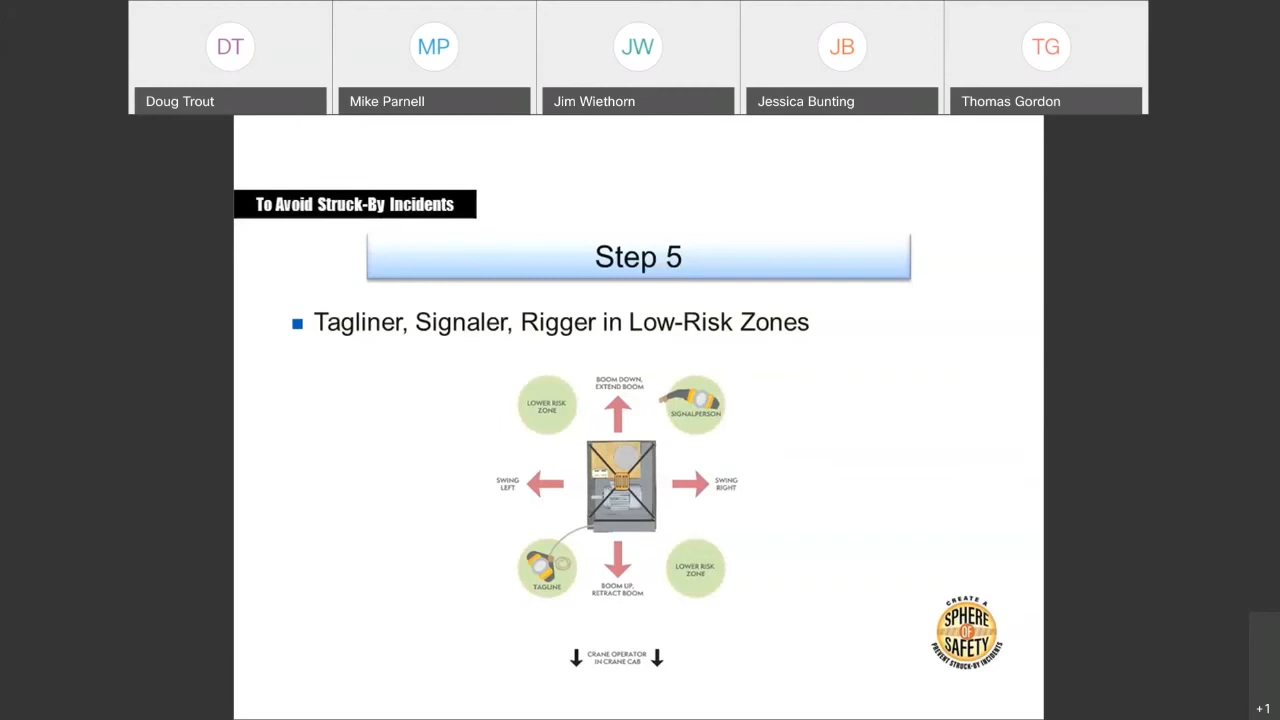 DT
MP
JW
JB
TG
Doug Trout
Mike Parnell
Jim Wiethorn
Jessica Bunting
Thomas Gordon
To Avoid Struck-By Incidents
Step 5
Tagliner, Signaler, Rigger in Low-Risk Zones
LOWER RISK
ZONE
BOOM DOWN,
EXTEND BOOM
SIGNALPERSON
SWING
LEFT
SWING
RIGHT
TAGLINE
BOOM UP,
RETRACT BOOM
LOWER RISK
ZONE
CRANE OPERATOR
IN CRANE CAB
CREATE A
SPHERE
OF
SAFETY
PREVENT STRUCK-BY INCIDENTS
+1